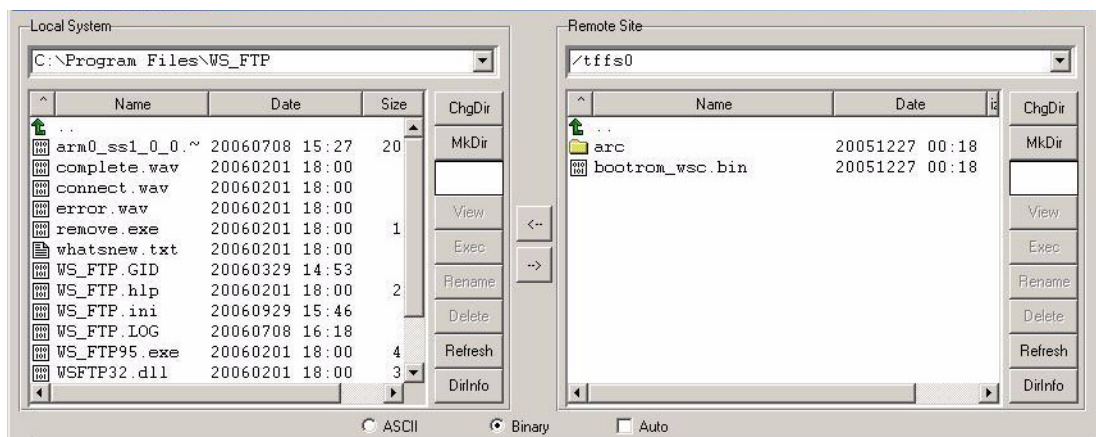 Local System
C:\Program Files\WS_FTP
^ Name Date Size
..
arm0_ss1_0_0.~ 20060708 15:27 20
complete.wav 20060201 18:00
connect.wav 20060201 18:00
error.wav 20060201 18:00
remove.exe 20060201 18:00 1
whatsnew.txt 20060201 18:00
WS_FTP.GID 20060329 14:53
WS_FTP.hlp 20060201 18:00 2
WS_FTP.ini 20060929 15:46
WS_FTP.LOG 20060708 16:18
WS_FTP95.exe 20060201 18:00 4
WSFTP32.dll 20060201 18:00 3
ChgDir
MkDir
View
Exec
Rename
Delete
Refresh
DirInfo
<--
-->
Remote Site
/tffs0
^ Name Date iz
..
arc 20051227 00:18
bootrom_wsc.bin 20051227 00:18
ChgDir
MkDir
View
Exec
Rename
Delete
Refresh
DirInfo
ASCII Binary Auto